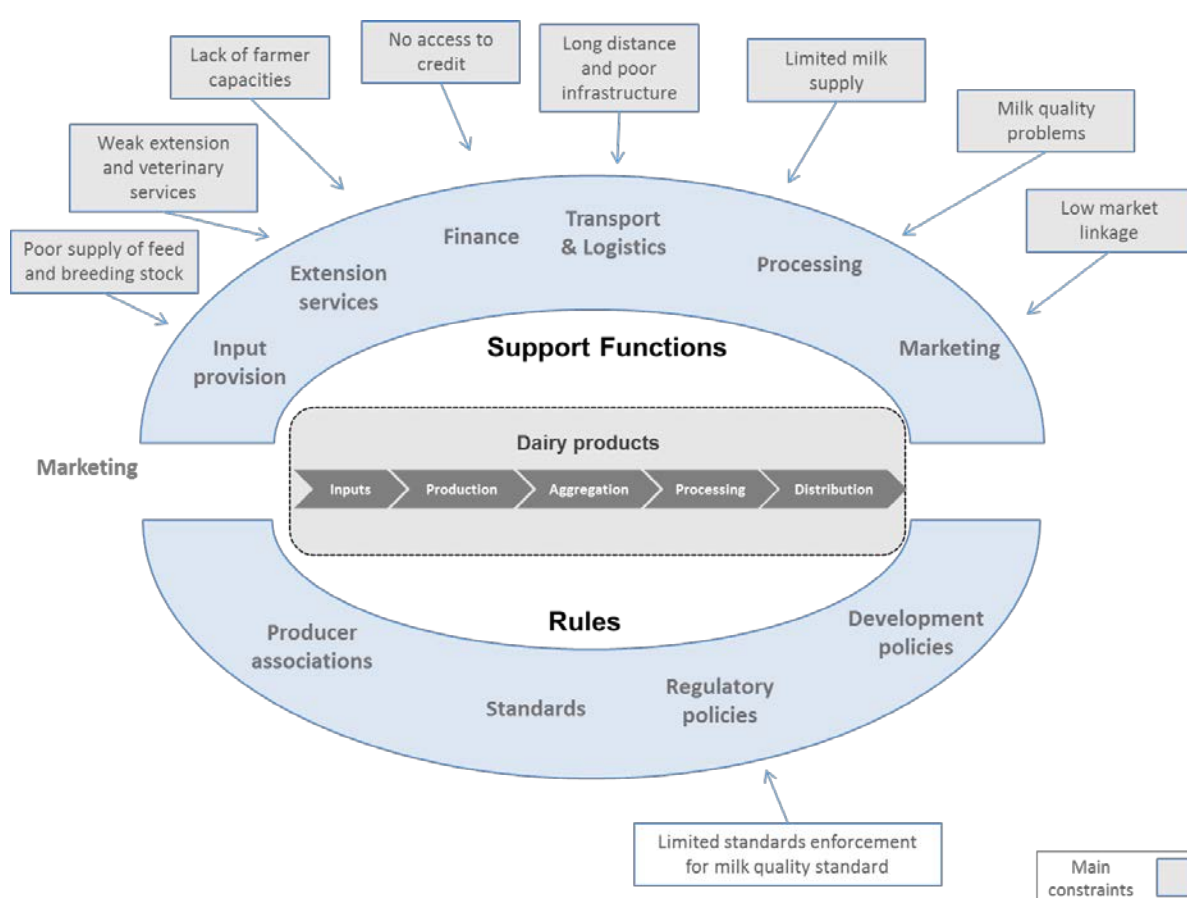 No access to
credit
Long distance
and poor
infrastructure
Lack of farmer
capacities
Limited milk
supply
Milk quality
problems
Weak extension
and veterinary
services
Low market
linkage
Poor supply of feed
and breeding stock
Finance
Transport
& Logistics
Processing
Extension
services
Input
provision
Marketing
Support Functions
Dairy products
Marketing
Inputs
Production
Aggregation
Processing
Distribution
Rules
Producer
associations
Standards
Regulatory
policies
Development
policies
Limited standards enforcement
for milk quality standard
Main
constraints